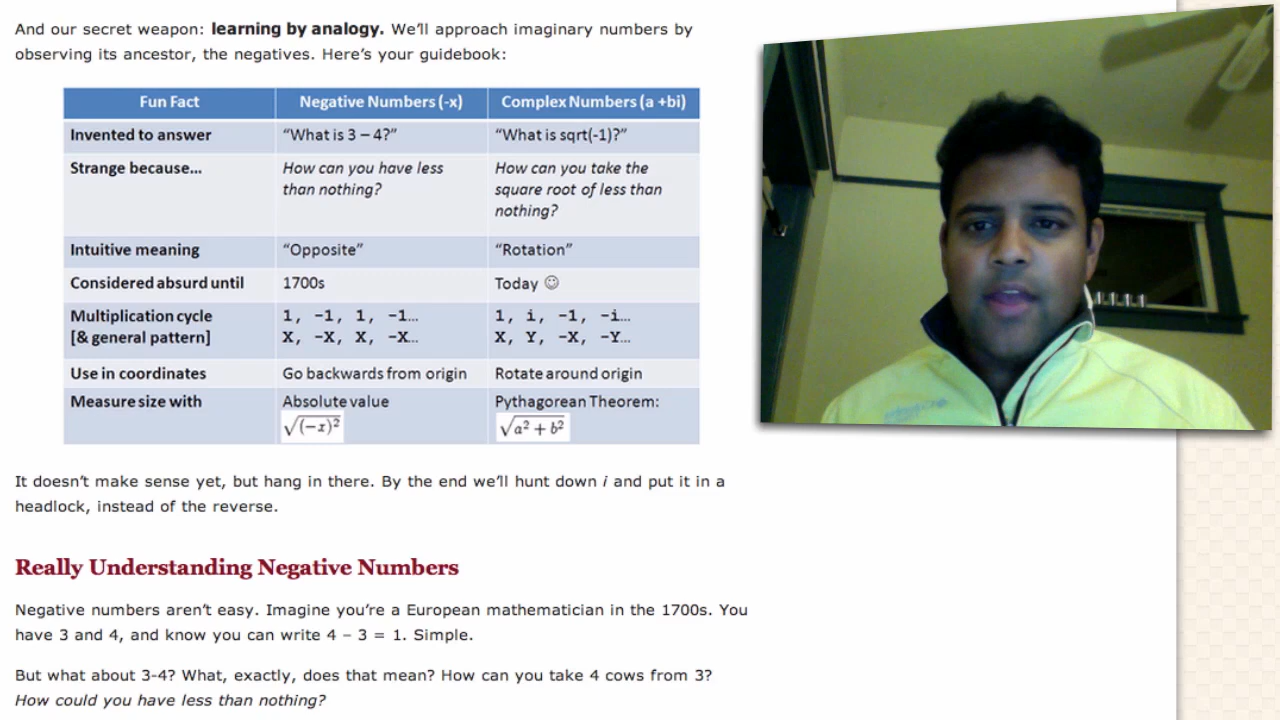 And our secret weapon: learning by analogy. We'll approach imaginary numbers by
observing its ancestor, the negatives. Here's your guidebook:
Fun Fact Negative Numbers (-x) Complex Numbers (a +bi)
Invented to answer “What is 3 – 4?” “What is sqrt(-1)?”
Strange because… How can you have less How can you take the
than nothing? square root of less than
nothing?
Intuitive meaning “Opposite” “Rotation”
Considered absurd until 1700s Today ☺
Multiplication cycle 1, -1, 1, -1… 1, i, -1, -i…
[& general pattern] X, -X, X, -X… X, Y, -X, -Y…
Use in coordinates Go backwards from origin Rotate around origin
Measure size with Absolute value Pythagorean Theorem:
√(-x)² √a² + b²
It doesn't make sense yet, but hang in there. By the end we'll hunt down i and put it in a
headlock, instead of the reverse.
Really Understanding Negative Numbers
Negative numbers aren't easy. Imagine you're a European mathematician in the 1700s. You
have 3 and 4, and know you can write 4 – 3 = 1. Simple.
But what about 3-4? What, exactly, does that mean? How can you take 4 cows from 3?
How could you have less than nothing?